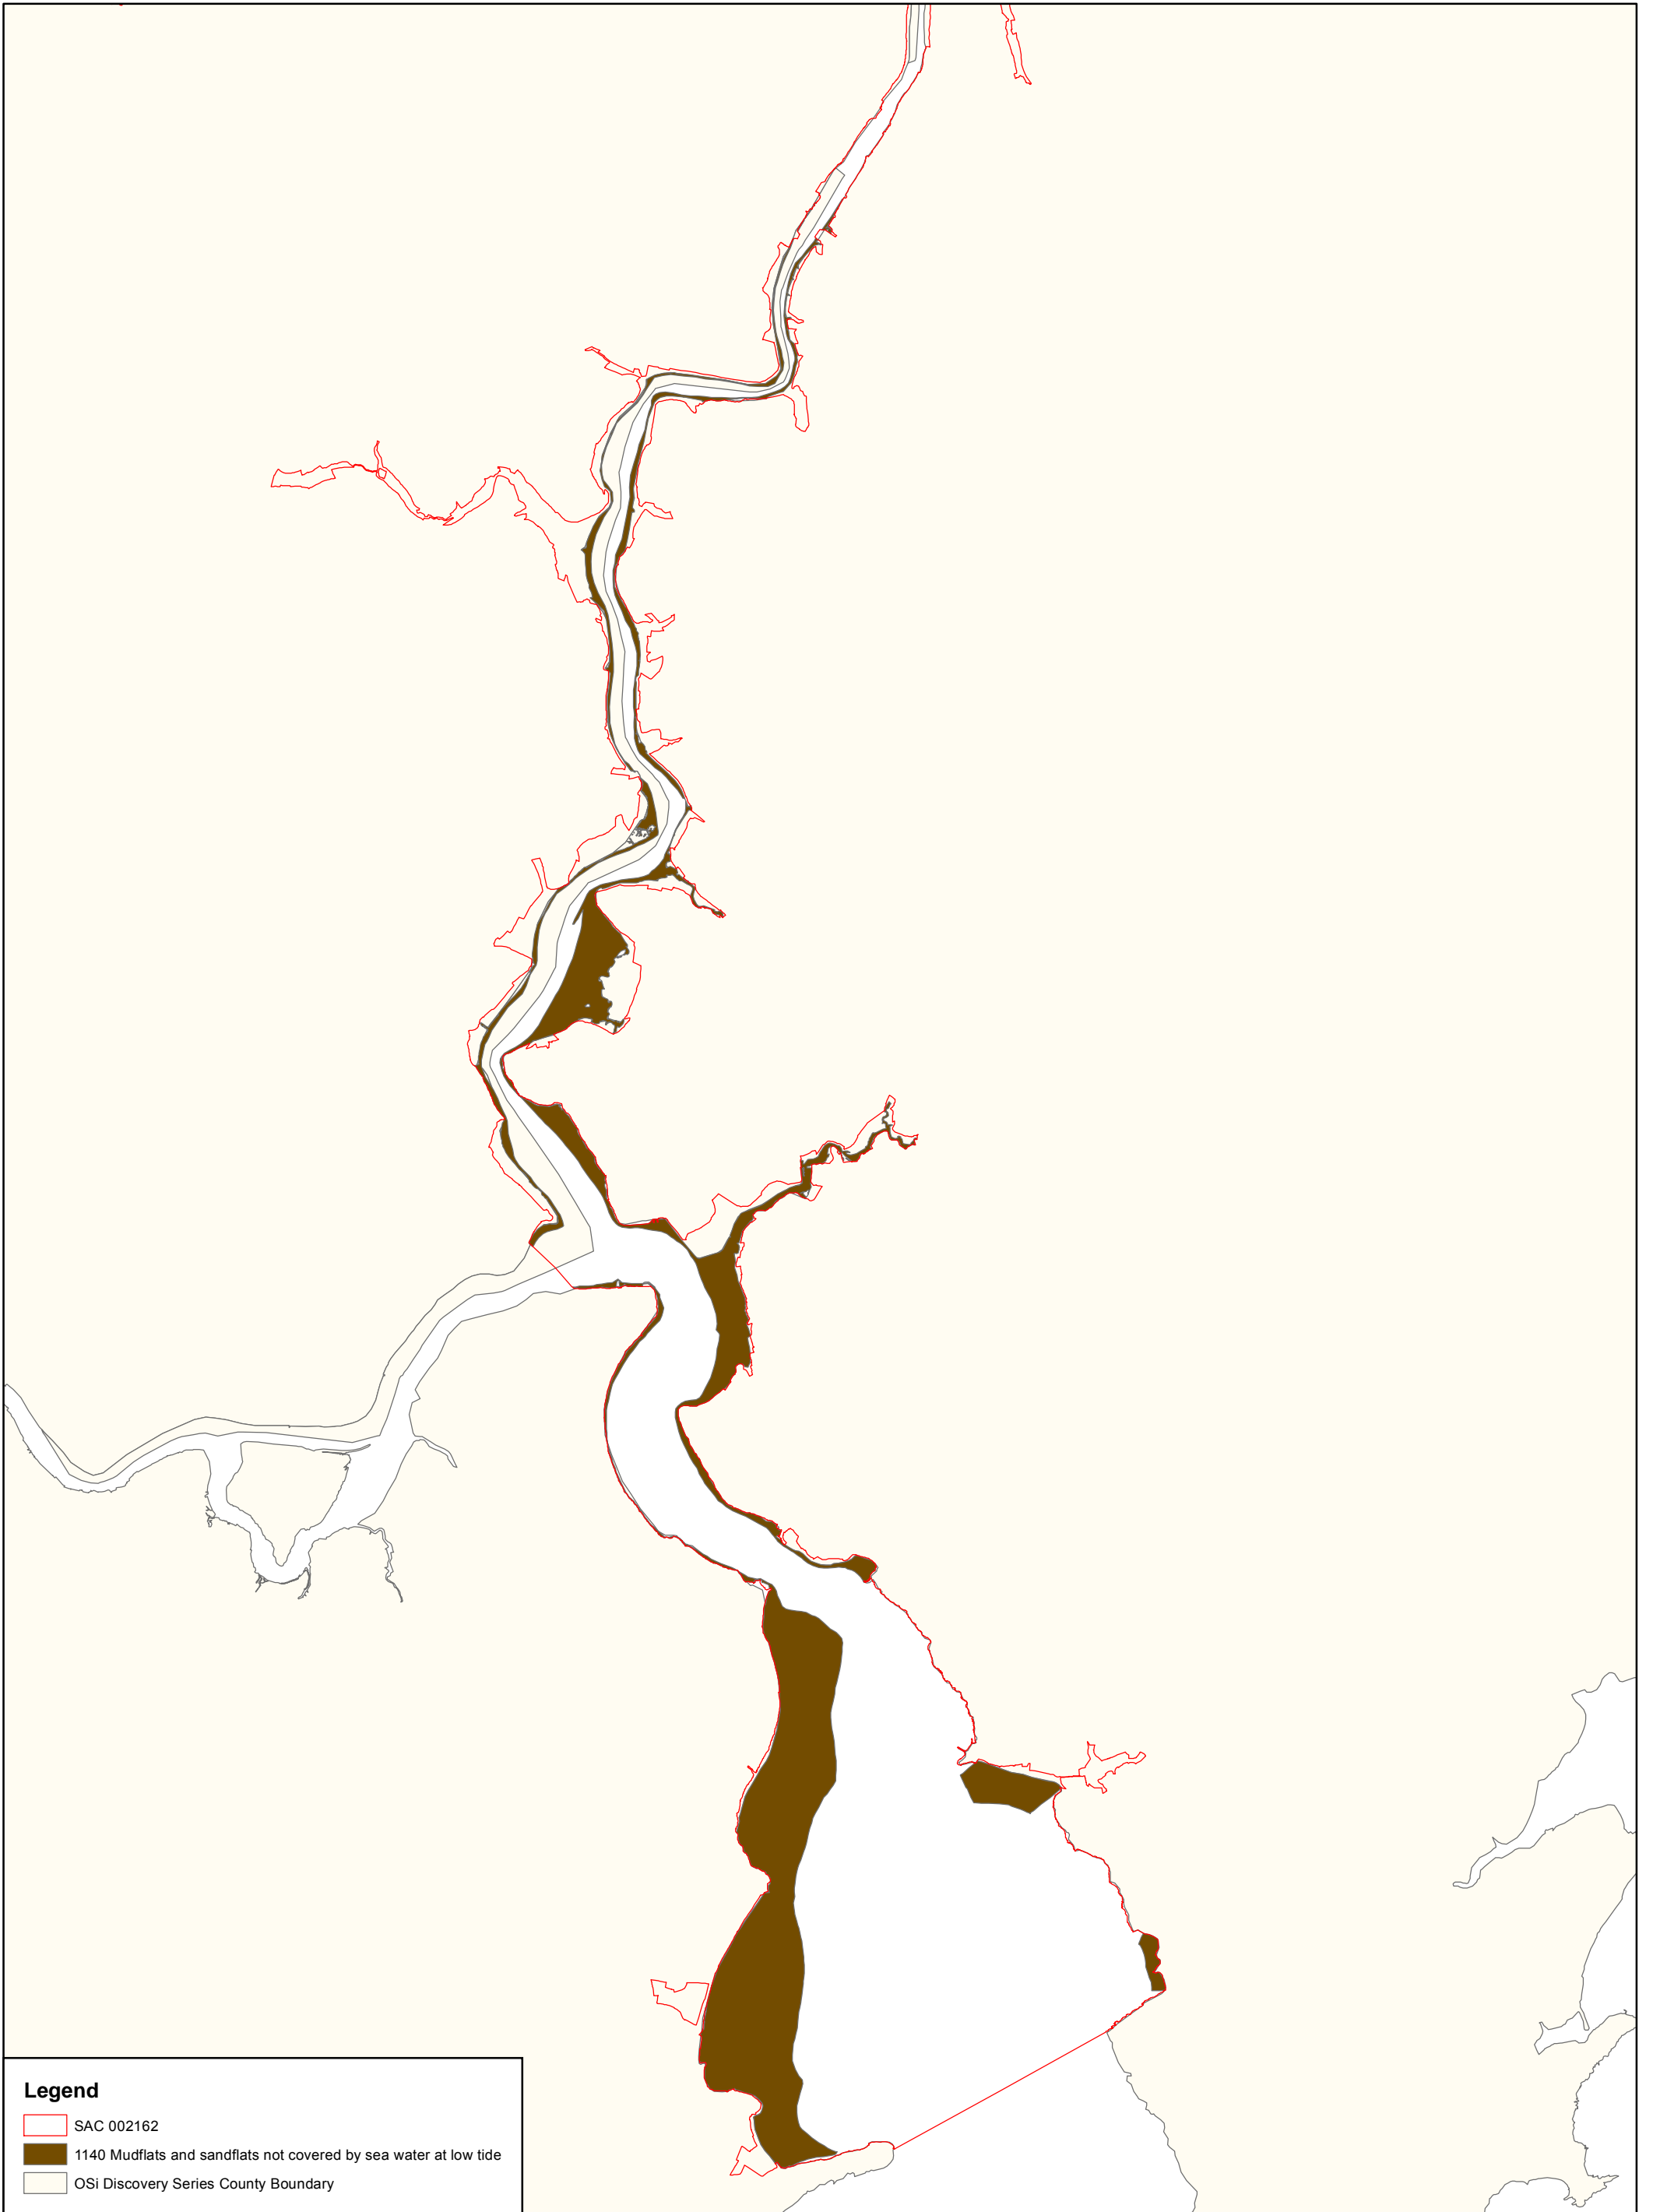 Legend
SAC 002162
1140 Mudflats and sandflats not covered by sea water at low tide
OSi Discovery Series County Boundary